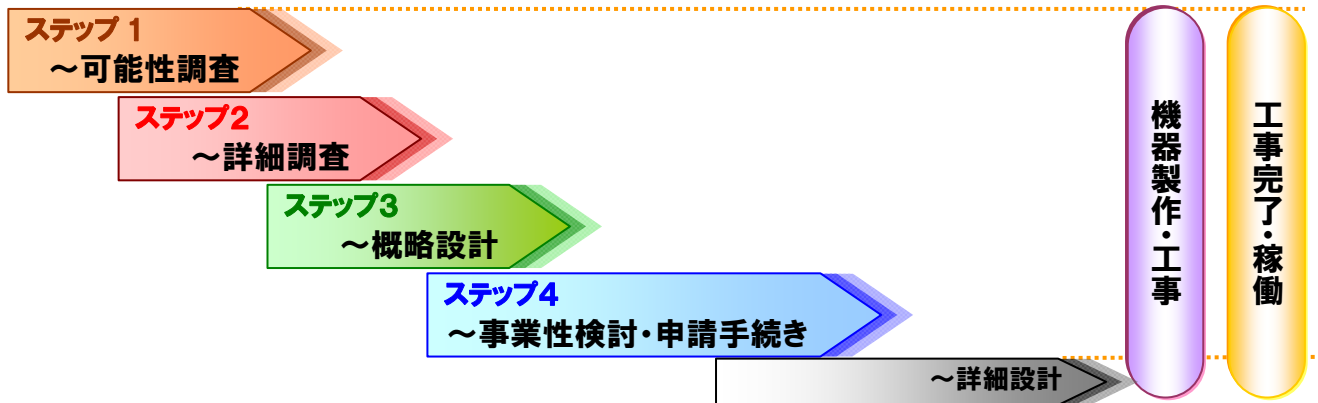 ステップ 1
～可能性調査
ステップ2
～詳細調査
ステップ3
～概略設計
ステップ4
～事業性検討・申請手続き
～詳細設計
機器製作・工事
工事完了・稼働